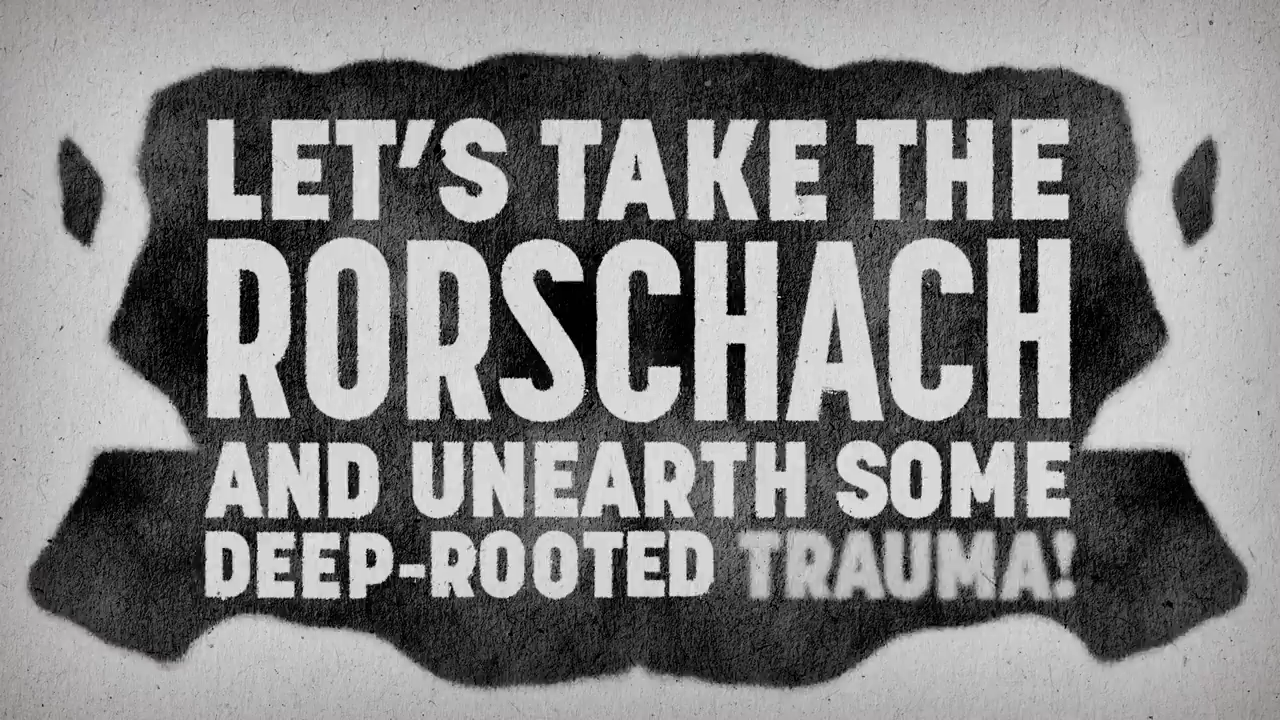 LET'S TAKE THE
RORSCHACH
AND UNEARTH SOME
DEEP-ROOTED TRAUMA!